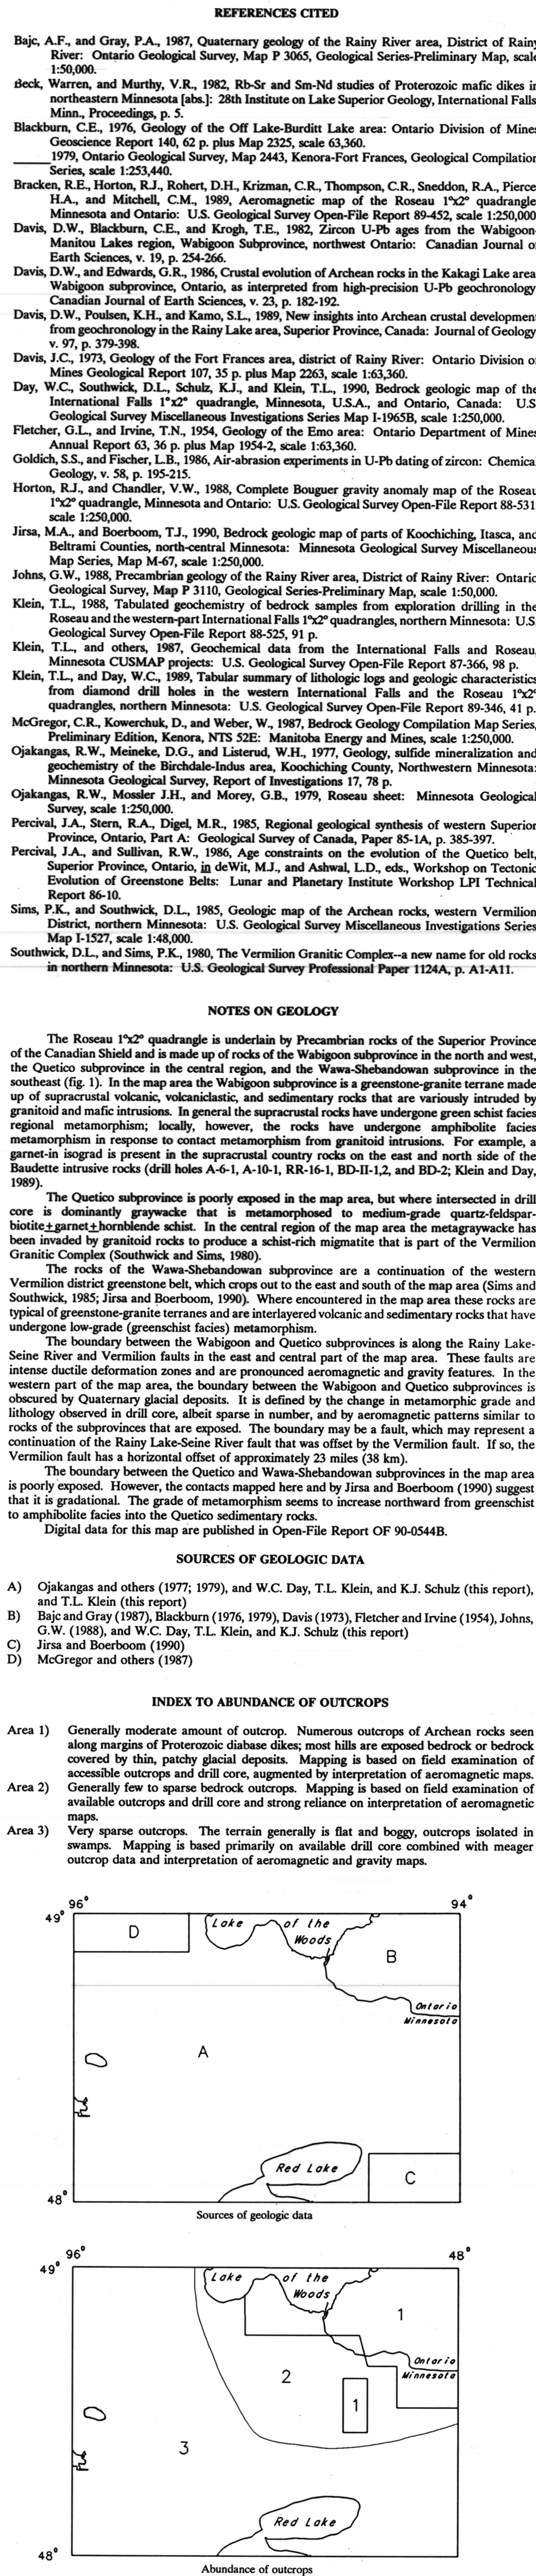 REFERENCES CITED
Bajc, A.F., and Gray, P.A., 1987, Quaternary geology of the Rainy River area, District of Rainy
River: Ontario Geological Survey, Map P 3065, Geological Series-Preliminary Map, scale
1:50,000.
Beck, Warren, and Murthy, V.R., 1982, Rb-Sr and Sm-Nd studies of Proterozoic mafic dikes in
northeastern Minnesota [abs.]: 28th Institute on Lake Superior Geology, International Falls
Minn., Proceedings, p. 5.
Blackburn, C.E., 1976, Geology of the Off Lake-Burditt Lake area: Ontario Division of Mines
Geoscience Report 140, 62 p. plus Map 2325, scale 63,360.
______1979, Ontario Geological Survey, Map 2443, Kenora-Fort Frances, Geological Compilation
Series, scale 1:253,440.
Bracken, R.E., Horton, R.J., Rohert, D.H., Krizman, C.R., Thompson, C.R., Sneddon, R.A., Pierce
H.A., and Mitchell, C.M., 1989, Aeromagnetic map of the Roseau 1°x2° quadrangle
Minnesota and Ontario: U.S. Geological Survey Open-File Report 89-452, scale 1:250,000
Davis, D.W., Blackburn, C.E., and Krogh, T.E., 1982, Zircon U-Pb ages from the Wabigoon-
Manitou Lakes region, Wabigoon Subprovince, northwest Ontario: Canadian Journal of
Earth Sciences, v. 19, p. 254-266.
Davis, D.W., and Edwards, G.R., 1986, Crustal evolution of Archean rocks in the Kakagi Lake area
Wabigoon subprovince, Ontario, as interpreted from high-precision U-Pb geochronology
Canadian Journal of Earth Sciences, v. 23, p. 182-192.
Davis, D.W., Poulsen, K.H., and Kamo, S.L., 1989, New insights into Archean crustal development
from geochronology in the Rainy Lake area, Superior Province, Canada: Journal of Geology
v. 97, p. 379-398.
Davis, J.C., 1973, Geology of the Fort Frances area, district of Rainy River: Ontario Division of
Mines Geological Report 107, 35 p. plus Map 2263, scale 1:63,360.
Day, W.C., Southwick, D.L., Schulz, K.J., and Klein, T.L., 1990, Bedrock geologic map of the
International Falls 1°x2° quadrangle, Minnesota, U.S.A., and Ontario, Canada: U.S
Geological Survey Miscellaneous Investigations Series Map I-1965B, scale 1:250,000.
Fletcher, G.L., and Irvine, T.N., 1954, Geology of the Emo area: Ontario Department of Mines
Annual Report 63, 36 p. plus Map 1954-2, scale 1:63,360.
Goldich, S.S., and Fischer, L.B., 1986, Air-abrasion experiments in U-Pb dating of zircon: Chemical
Geology, v. 58, p. 195-215.
Horton, R.J., and Chandler, V.W., 1988, Complete Bouguer gravity anomaly map of the Roseau
1°x2° quadrangle, Minnesota and Ontario: U.S. Geological Survey Open-File Report 88-531
scale 1:250,000.
Jirsa, M.A., and Boerboom, T.J., 1990, Bedrock geologic map of parts of Koochiching, Itasca, and
Beltrami Counties, north-central Minnesota: Minnesota Geological Survey Miscellaneous
Map Series, Map M-67, scale 1:250,000.
Johns, G.W., 1988, Precambrian geology of the Rainy River area, District of Rainy River: Ontario
Geological Survey, Map P 3110, Geological Series-Preliminary Map, scale 1:50,000.
Klein, T.L., 1988, Tabulated geochemistry of bedrock samples from exploration drilling in the
Roseau and the western-part International Falls 1°x2° quadrangles, northern Minnesota: U.S
Geological Survey Open-File Report 88-525, 91 p.
Klein, T.L., and others, 1987, Geochemical data from the International Falls and Roseau,
Minnesota CUSMAP projects: U.S. Geological Survey Open-File Report 87-366, 98 p.
Klein, T.L., and Day, W.C., 1989, Tabular summary of lithologic logs and geologic characteristics
from diamond drill holes in the western International Falls and the Roseau 1°x2°
quadrangles, northern Minnesota: U.S. Geological Survey Open-File Report 89-346, 41 p.
McGregor, C.R., Kowerchuk, D., and Weber, W., 1987, Bedrock Geology Compilation Map Series,
Preliminary Edition, Kenora, NTS 52E: Manitoba Energy and Mines, scale 1:250,000.
Ojakangas, R.W., Meineke, D.G., and Listerud, W.H., 1977, Geology, sulfide mineralization and
geochemistry of the Birchdale-Indus area, Koochiching County, Northwestern Minnesota:
Minnesota Geological Survey, Report of Investigations 17, 78 p.
Ojakangas, R.W., Mossler J.H., and Morey, G.B., 1979, Roseau sheet: Minnesota Geological
Survey, scale 1:250,000.
Percival, J.A., Stern, R.A., Digel, M.R., 1985, Regional geological synthesis of western Superior
Province, Ontario, Part A: Geological Survey of Canada, Paper 85-1A, p. 385-397.
Percival, J.A., and Sullivan, R.W., 1986, Age constraints on the evolution of the Quetico belt,
Superior Province, Ontario, in deWit, M.J., and Ashwal, L.D., eds., Workshop on Tectonic
Evolution of Greenstone Belts: Lunar and Planetary Institute Workshop LPI Technical
Report 86-10.
Sims, P.K., and Southwick, D.L., 1985, Geologic map of the Archean rocks, western Vermilion
District, northern Minnesota: U.S. Geological Survey Miscellaneous Investigations Series
Map I-1527, scale 1:48,000.
Southwick, D.L., and Sims, P.K., 1980, The Vermilion Granitic Complex--a new name for old rocks
in northern Minnesota: U.S. Geological Survey Professional Paper 1124A, p. A1-A11.
NOTES ON GEOLOGY
The Roseau 1°x2° quadrangle is underlain by Precambrian rocks of the Superior Province
of the Canadian Shield and is made up of rocks of the Wabigoon subprovince in the north and west,
the Quetico subprovince in the central region, and the Wawa-Shebandowan subprovince in the
southeast (fig. 1). In the map area the Wabigoon subprovince is a greenstone-granite terrane made
up of supracrustal volcanic, volcaniclastic, and sedimentary rocks that are variously intruded by
granitoid and mafic intrusions. In general the supracrustal rocks have undergone green schist facies
regional metamorphism; locally, however, the rocks have undergone amphibolite facies
metamorphism in response to contact metamorphism from granitoid intrusions. For example, a
garnet-in isograd is present in the supracrustal country rocks on the east and north side of the
Baudette intrusive rocks (drill holes A-6-1, A-10-1, RR-16-1, BD-II-1,2, and BD-2; Klein and Day,
1989).
The Quetico subprovince is poorly exposed in the map area, but where intersected in drill
core is dominantly graywacke that is metamorphosed to medium-grade quartz-feldspar-
biotite±garnet±hornblende schist. In the central region of the map area the metagraywacke has
been invaded by granitoid rocks to produce a schist-rich migmatite that is part of the Vermilion
Granitic Complex (Southwick and Sims, 1980).
The rocks of the Wawa-Shebandowan subprovince are a continuation of the western
Vermilion district greenstone belt, which crops out to the east and south of the map area (Sims and
Southwick, 1985; Jirsa and Boerboom, 1990). Where encountered in the map area these rocks are
typical of greenstone-granite terranes and are interlayered volcanic and sedimentary rocks that have
undergone low-grade (greenschist facies) metamorphism.
The boundary between the Wabigoon and Quetico subprovinces is along the Rainy Lake-
Seine River and Vermilion faults in the east and central part of the map area. These faults are
intense ductile deformation zones and are pronounced aeromagnetic and gravity features. In the
western part of the map area, the boundary between the Wabigoon and Quetico subprovinces is
obscured by Quaternary glacial deposits. It is defined by the change in metamorphic grade and
lithology observed in drill core, albeit sparse in number, and by aeromagnetic patterns similar to
rocks of the subprovinces that are exposed. The boundary may be a fault, which may represent a
continuation of the Rainy Lake-Seine River fault that was offset by the Vermilion fault. If so, the
Vermilion fault has a horizontal offset of approximately 23 miles (38 km).
The boundary between the Quetico and Wawa-Shebandowan subprovinces in the map area
is poorly exposed. However, the contacts mapped here and by Jirsa and Boerboom (1990) suggest
that it is gradational. The grade of metamorphism seems to increase northward from greenschist
to amphibolite facies into the Quetico sedimentary rocks.
Digital data for this map are published in Open-File Report OF 90-0544B.
SOURCES OF GEOLOGIC DATA
A) Ojakangas and others (1977; 1979), and W.C. Day, T.L. Klein, and K.J. Schulz (this report),
and T.L. Klein (this report)
B) Bajc and Gray (1987), Blackburn (1976, 1979), Davis (1973), Fletcher and Irvine (1954), Johns,
G.W. (1988), and W.C. Day, T.L. Klein, and K.J. Schulz (this report)
C) Jirsa and Boerboom (1990)
D) McGregor and others (1987)
INDEX TO ABUNDANCE OF OUTCROPS
Area 1) Generally moderate amount of outcrop. Numerous outcrops of Archean rocks seen
along margins of Proterozoic diabase dikes; most hills are exposed bedrock or bedrock
covered by thin, patchy glacial deposits. Mapping is based on field examination of
accessible outcrops and drill core, augmented by interpretation of aeromagnetic maps.
Area 2) Generally few to sparse bedrock outcrops. Mapping is based on field examination of
available outcrops and drill core and strong reliance on interpretation of aeromagnetic
maps.
Area 3) Very sparse outcrops. The terrain generally is flat and boggy, outcrops isolated in
swamps. Mapping is based primarily on available drill core combined with meager
outcrop data and interpretation of aeromagnetic and gravity maps.
96° 94°
49°
D
Lake of the
Woods
B
Ontario
Minnesota
A
Red Lake
C
48°
Sources of geologic data
96° 48°
49°
Lake of the
Woods
1
Ontario
Minnesota
2
1
3
Red Lake
48°
Abundance of outcrops